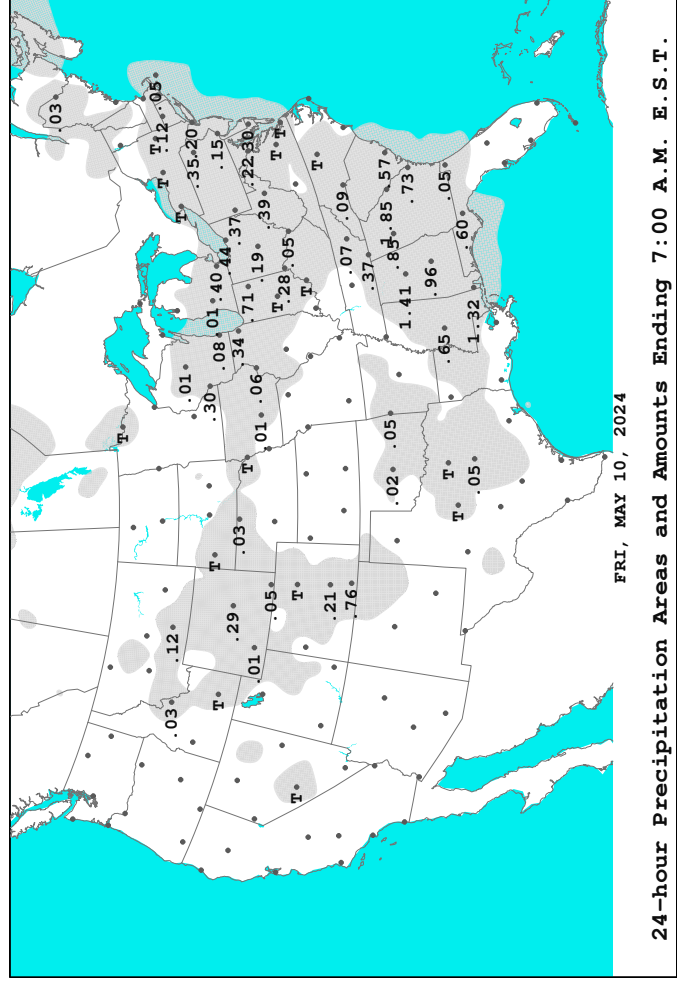 .03
T
.05
.12
T
T
.03
.12
T
.01
.20
.35
.30
T
.01
.40
.15
T
.08
.44
.29
.37
.34
.03
T
.71
.22
.30
.01
.06
.19
.01
.39
.05
T
T
T
.28
.05
T
T
T
T
.21
.09
.07
.76
.37
.57
1.85
.85
.05
.02
1.41
.73
.96
.65
.05
T
T
.60
1.32
.05
FRI, MAY 10, 2024
24-hour Precipitation Areas and Amounts Ending 7:00 A.M. E.S.T.